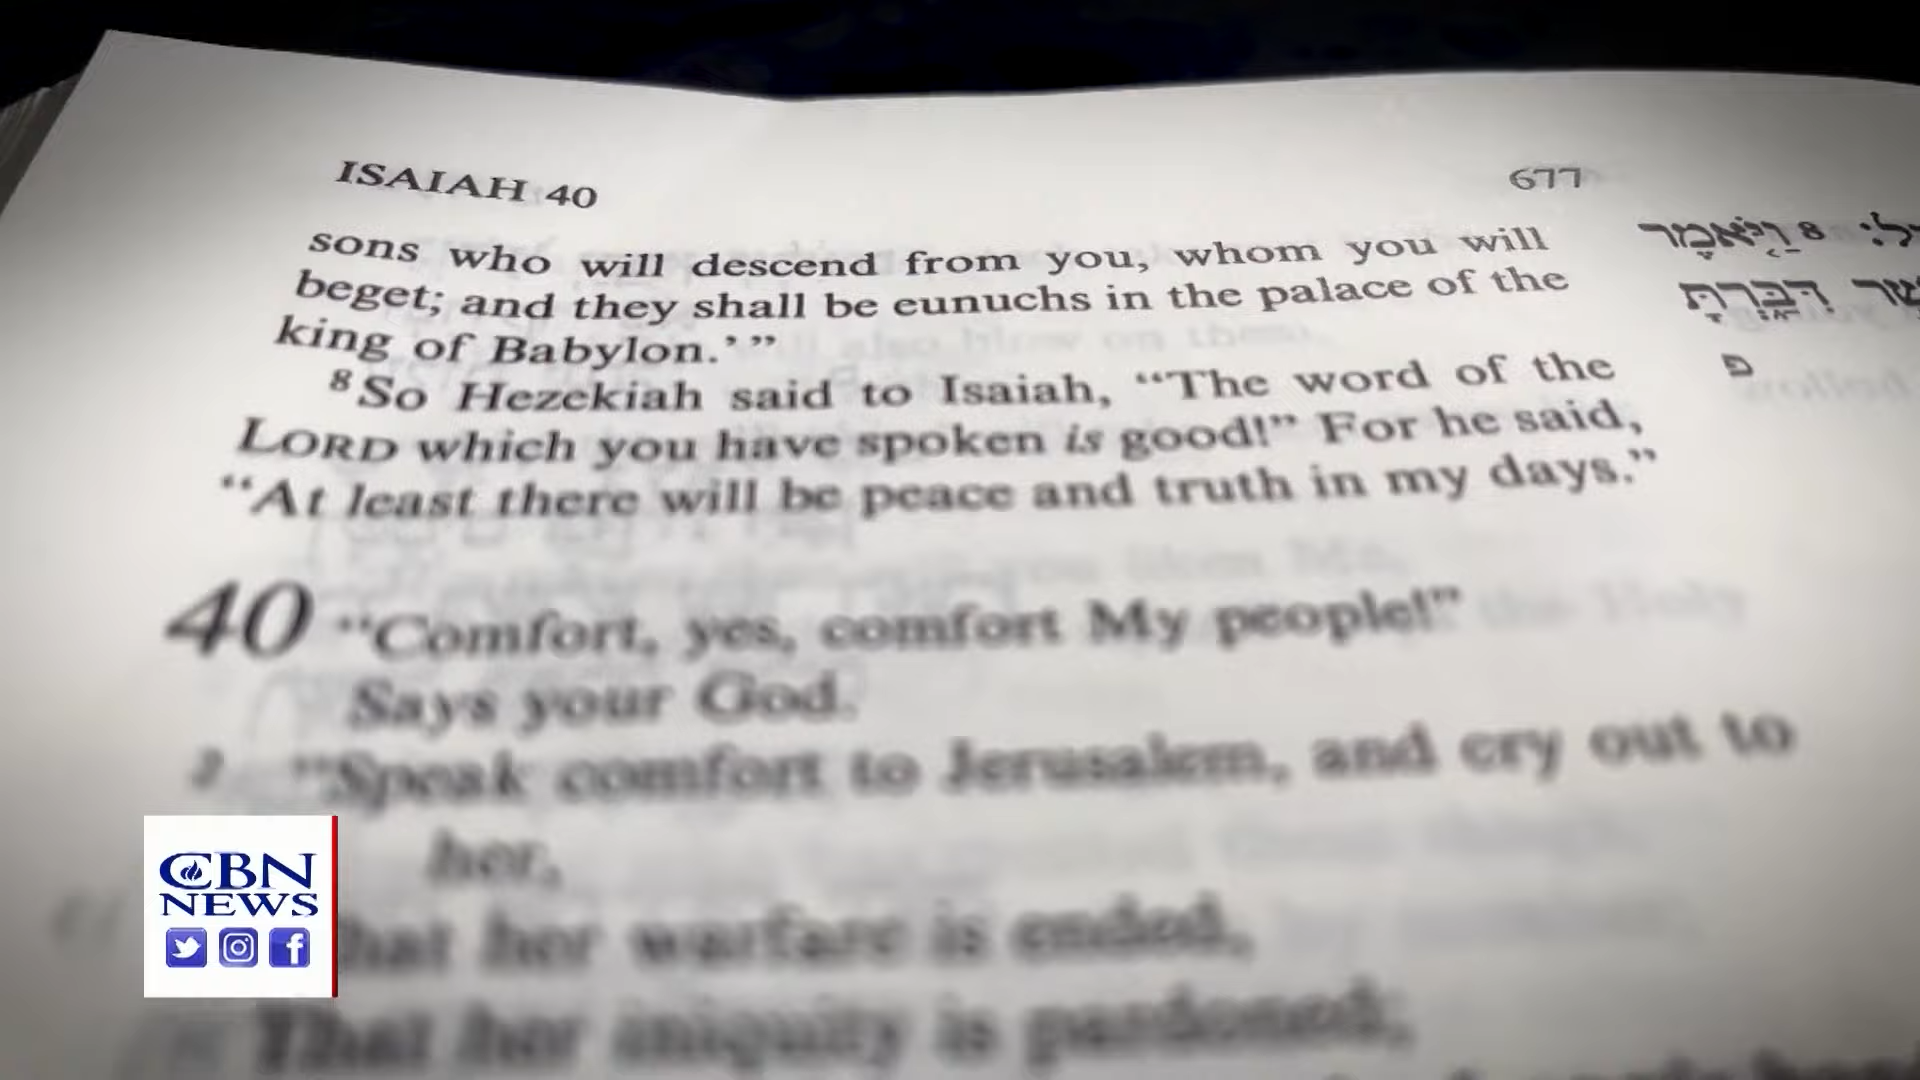 ISAIAH 40
677
sons who will descend from you, whom you will
beget; and they shall be eunuchs in the palace of the
king of Babylon.’”
8 So Hezekiah said to Isaiah, “The word of the
LORD which you have spoken is good!” For he said,
“At least there will be peace and truth in my days.”
40 “Comfort, yes, comfort My people!”
Says your God.
2 “Speak comfort to Jerusalem, and cry out to
her,
her warfare is ended,
That her iniquity is pardoned;
8 וַיֹּאמֶר
דִּבַּרְתָּ
פ
CBN
NEWS